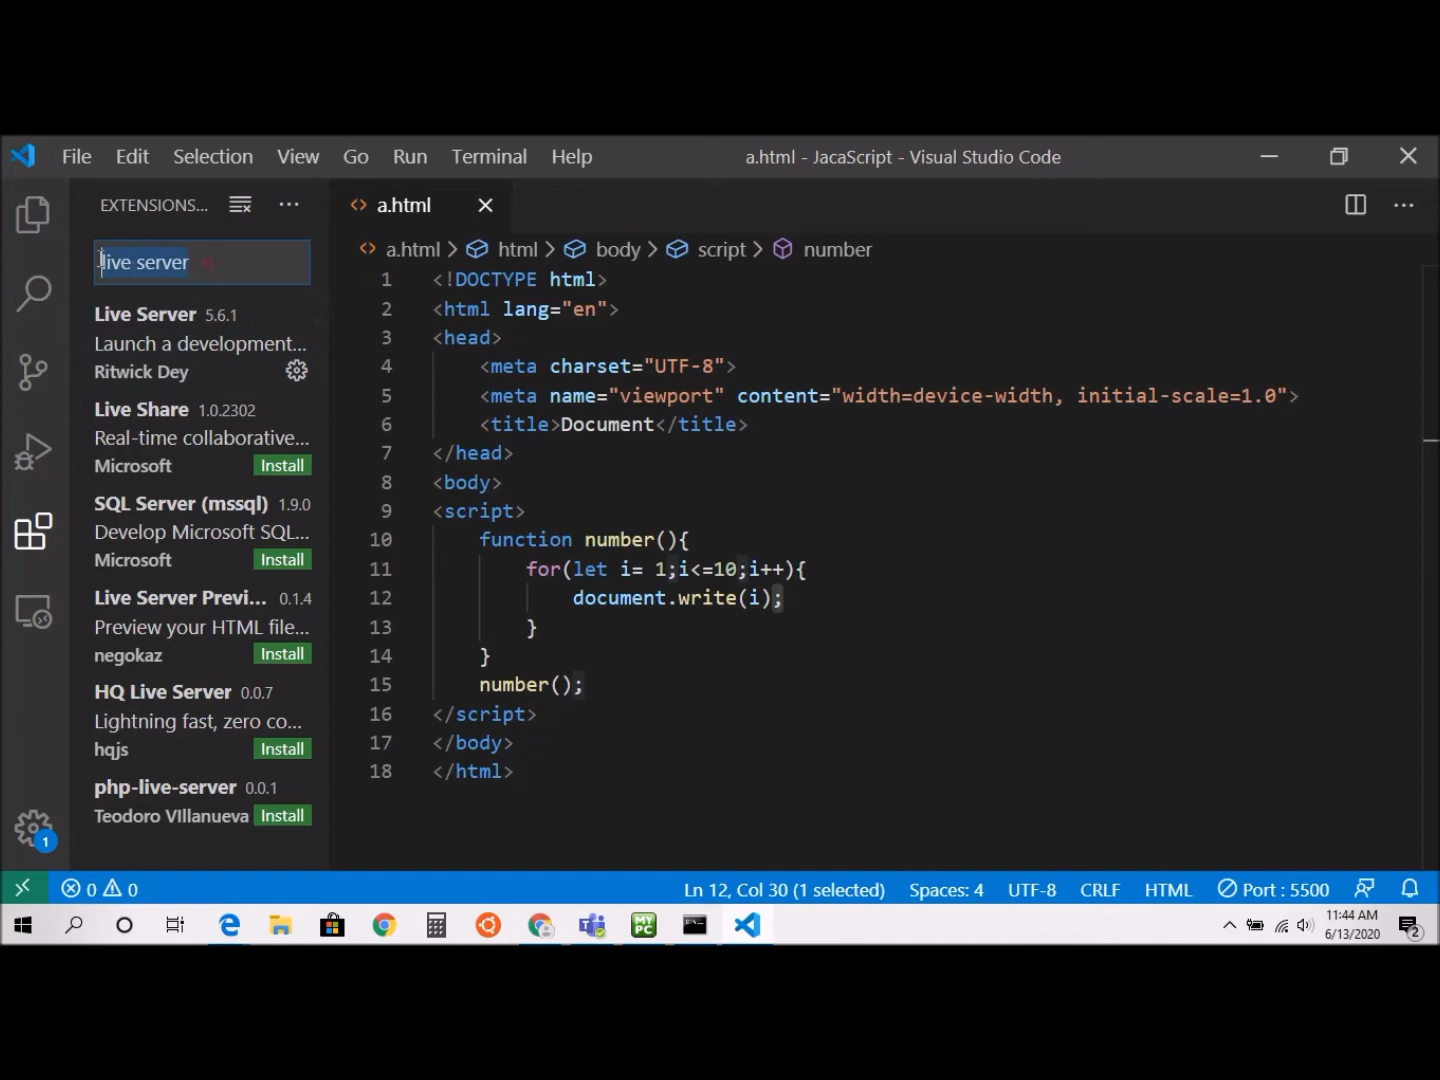 File Edit Selection View Go Run Terminal Help a.html - JacaScript - Visual Studio Code
EXTENSIONS... ···
live server
Live Server 5.6.1
Launch a development...
Ritwick Dey
Live Share 1.0.2302
Real-time collaborative...
Microsoft Install
SQL Server (mssql) 1.9.0
Develop Microsoft SQL...
Microsoft Install
Live Server Previ... 0.1.4
Preview your HTML file...
negokaz Install
HQ Live Server 0.0.7
Lightning fast, zero co...
hqjs Install
php-live-server 0.0.1
Teodoro VIllanueva Install
1
<> a.html ×
<> a.html > html > body > script > number
1 <!DOCTYPE html>
2 <html lang="en">
3 <head>
4     <meta charset="UTF-8">
5     <meta name="viewport" content="width=device-width, initial-scale=1.0">
6     <title>Document</title>
7 </head>
8 <body>
9 <script>
10     function number(){
11         for(let i= 1;i<=10;i++){
12             document.write(i);
13         }
14     }
15     number();
16 </script>
17 </body>
18 </html>
0 0 Ln 12, Col 30 (1 selected) Spaces: 4 UTF-8 CRLF HTML Port : 5500
MY PC
11:44 AM
6/13/2020
2